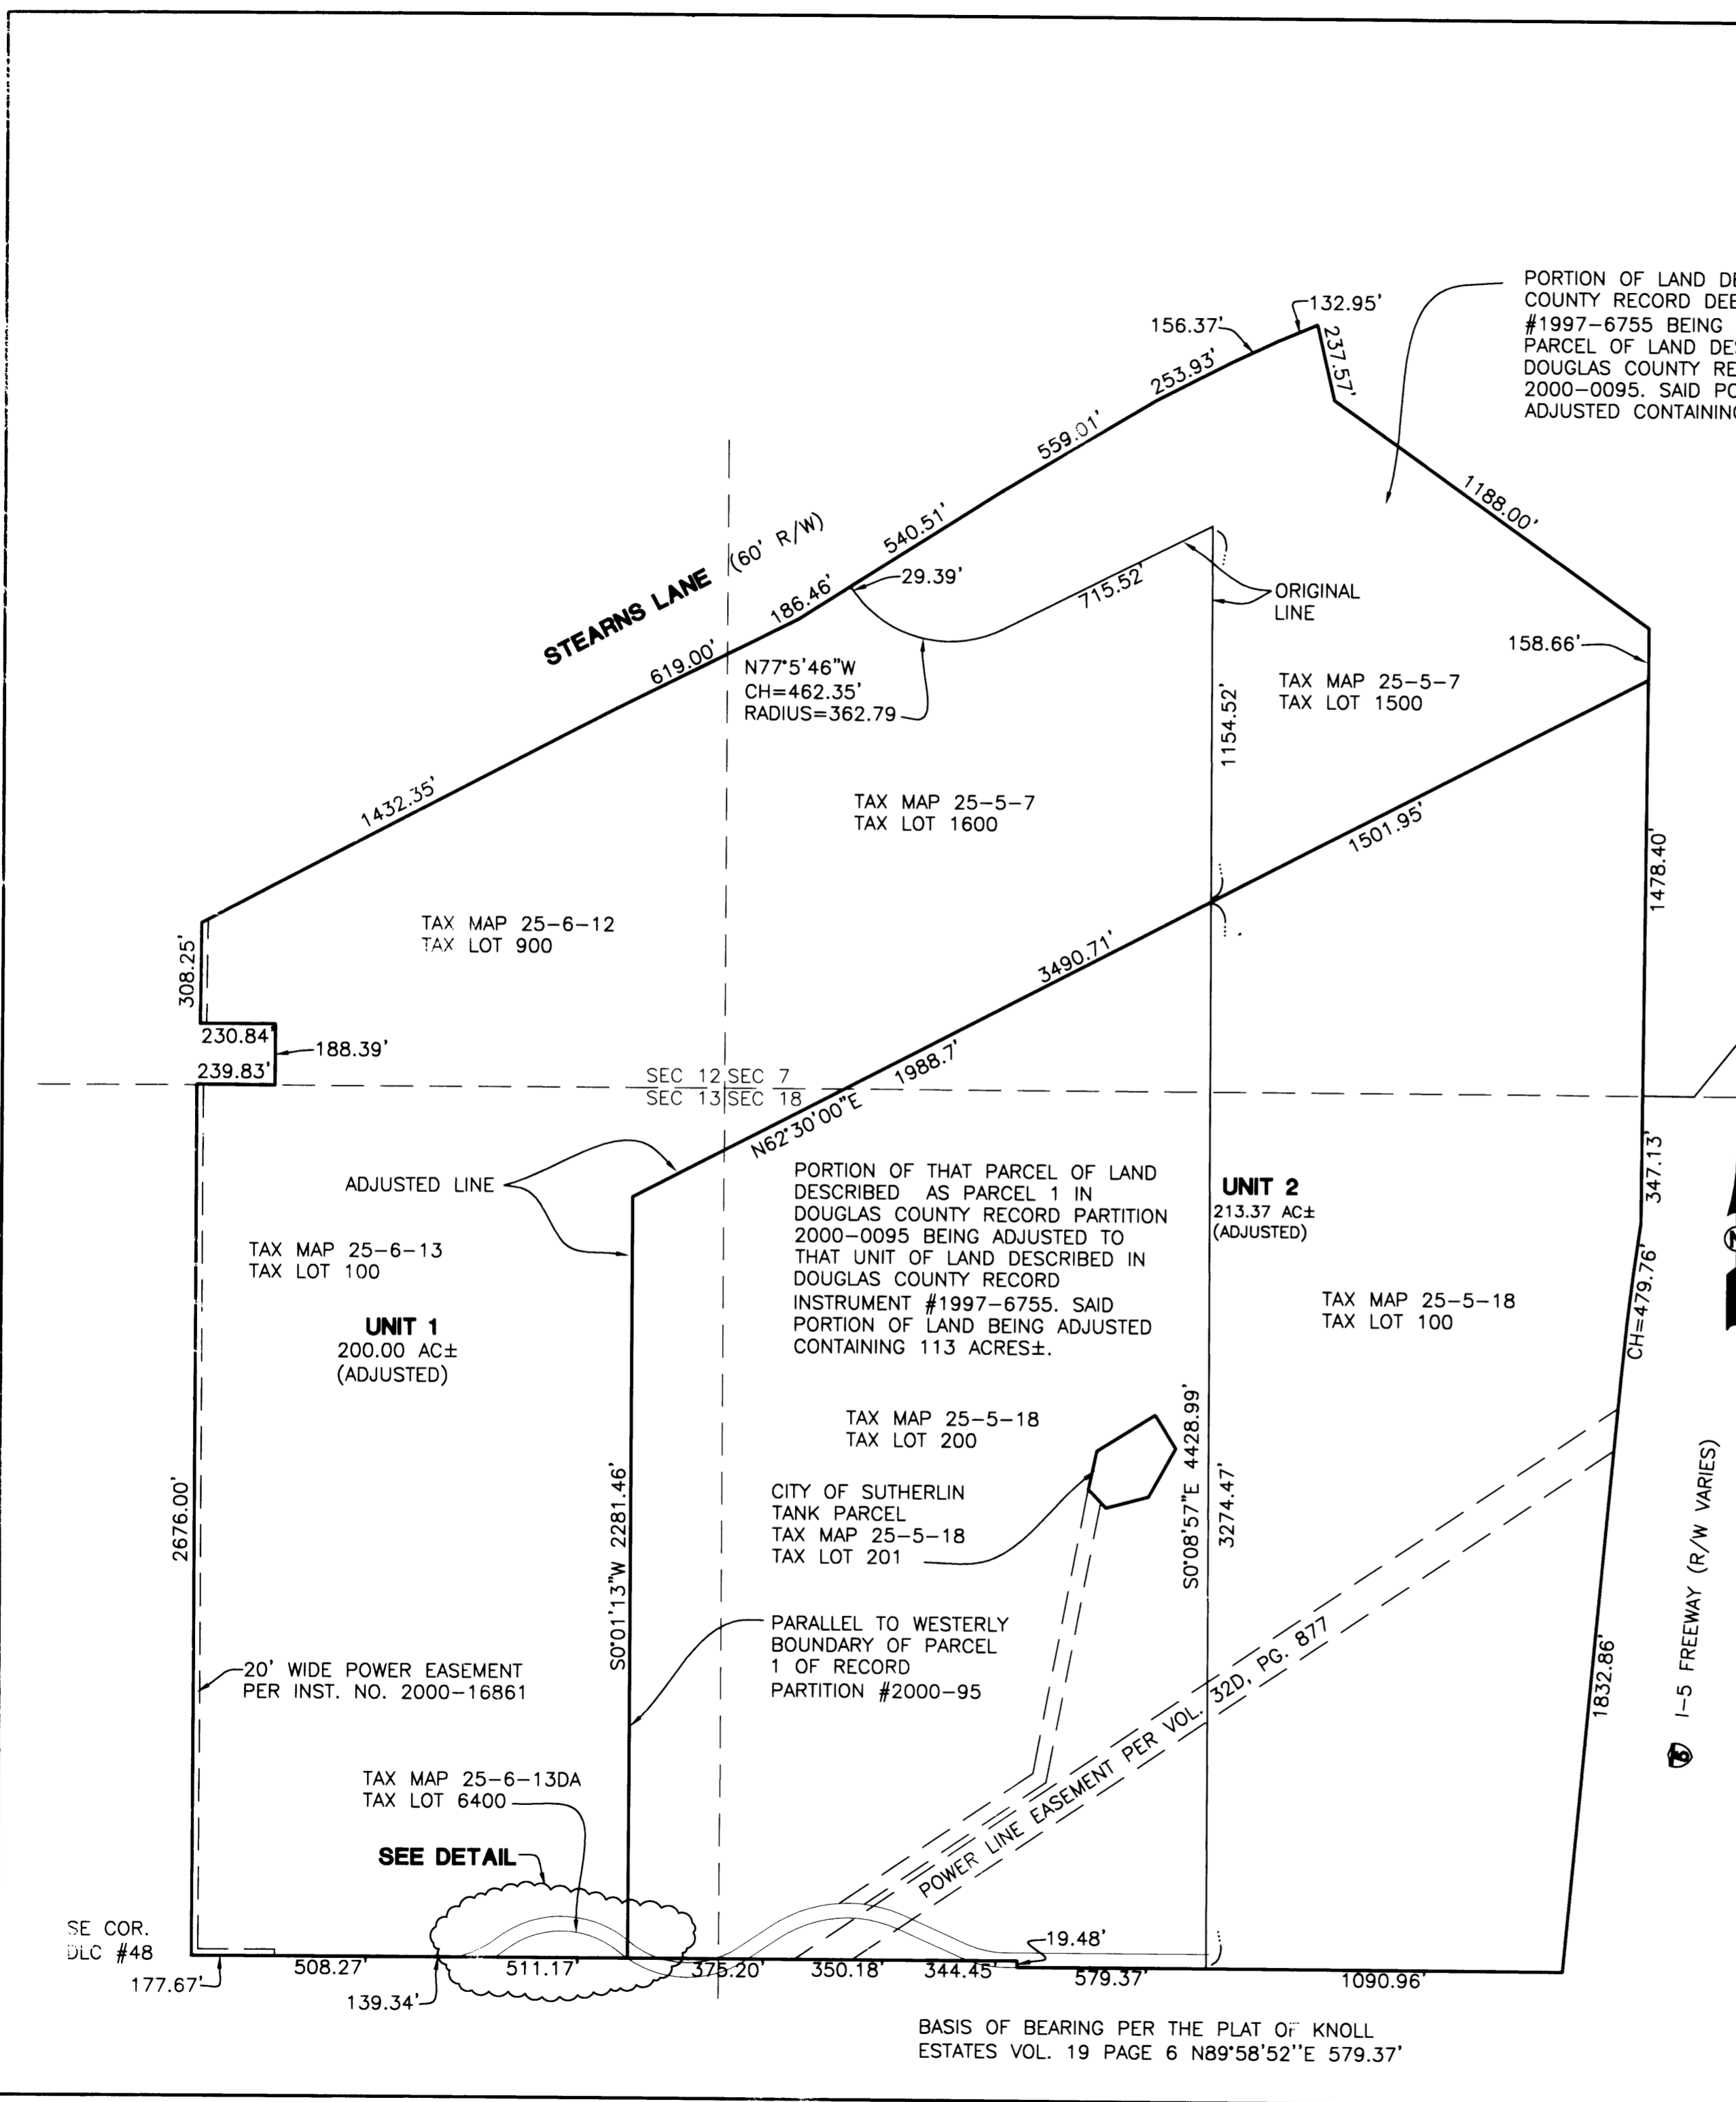 PORTION OF LAND DE
COUNTY RECORD DEE
#1997-6755 BEING
PARCEL OF LAND DES
DOUGLAS COUNTY RE
2000-0095. SAID PO
ADJUSTED CONTAINING
132.95'
156.37'
237.57'
253.93'
559.01'
1188.00'
540.51'
STEARNS LANE (60' R/W)
29.39'
186.46'
715.52'
ORIGINAL
LINE
619.00'
158.66'
N77°5'46"W
CH=462.35'
RADIUS=362.79
TAX MAP 25-5-7
TAX LOT 1500
1154.52'
1432.35'
TAX MAP 25-5-7
TAX LOT 1600
1501.95'
1478.40'
TAX MAP 25-6-12
TAX LOT 900
308.25'
3490.71'
230.84'
188.39'
239.83'
SEC 12 SEC 7
SEC 13 SEC 18
1988.7'
N62°30'00"E
347.13'
ADJUSTED LINE
PORTION OF THAT PARCEL OF LAND
DESCRIBED AS PARCEL 1 IN
DOUGLAS COUNTY RECORD PARTITION
2000-0095 BEING ADJUSTED TO
THAT UNIT OF LAND DESCRIBED IN
DOUGLAS COUNTY RECORD
INSTRUMENT #1997-6755. SAID
PORTION OF LAND BEING ADJUSTED
CONTAINING 113 ACRES±.
UNIT 2
213.37 AC±
(ADJUSTED)
TAX MAP 25-6-13
TAX LOT 100
UNIT 1
200.00 AC±
(ADJUSTED)
CH=479.76'
TAX MAP 25-5-18
TAX LOT 100
TAX MAP 25-5-18
TAX LOT 200
CITY OF SUTHERLIN
TANK PARCEL
TAX MAP 25-5-18
TAX LOT 201
S0°08'57"E 4428.99'
3274.47'
2676.00'
S0°01'13"W 2281.46'
PARALLEL TO WESTERLY
BOUNDARY OF PARCEL
1 OF RECORD
PARTITION #2000-95
20' WIDE POWER EASEMENT
PER INST. NO. 2000-16861
POWER LINE EASEMENT PER VOL. 32D, PG. 877
1832.86'
5 I-5 FREEWAY (R/W VARIES)
TAX MAP 25-6-13DA
TAX LOT 6400
SEE DETAIL
SE COR.
DLC #48
177.67'
508.27'
139.34'
511.17'
375.20'
350.18'
344.45'
19.48'
579.37'
1090.96'
BASIS OF BEARING PER THE PLAT OF KNOLL
ESTATES VOL. 19 PAGE 6 N89°58'52''E 579.37'